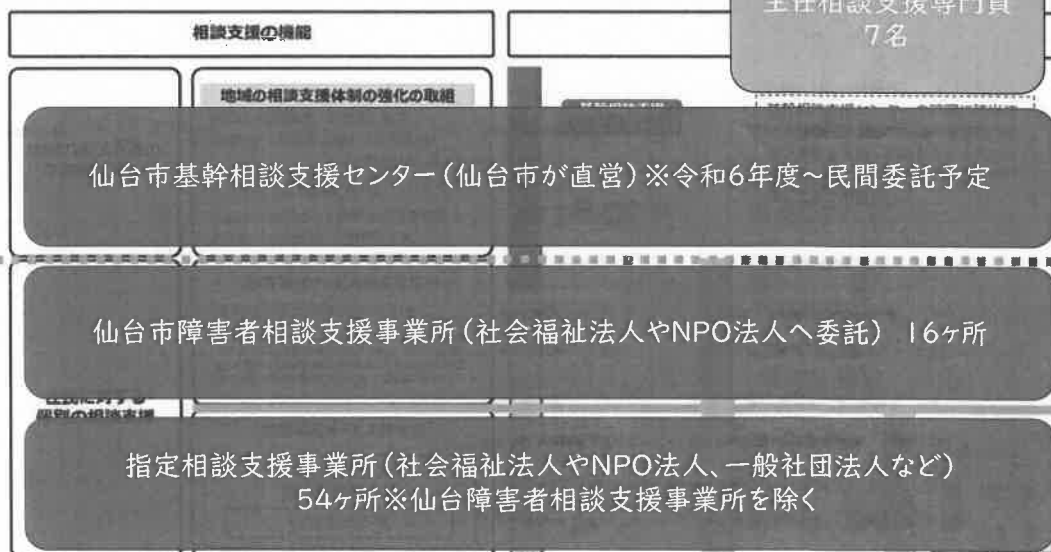 主任相談支援専門員
7名
相談支援の機能
地域の相談支援体制の強化の取組
仙台市基幹相談支援センター(仙台市が直営)※令和6年度~民間委託予定
仙台市障害者相談支援事業所(社会福祉法人やNPO法人へ委託) 16ヶ所
個別の相談支援
指定相談支援事業所(社会福祉法人やNPO法人、一般社団法人など)
54ヶ所※仙台障害者相談支援事業所を除く